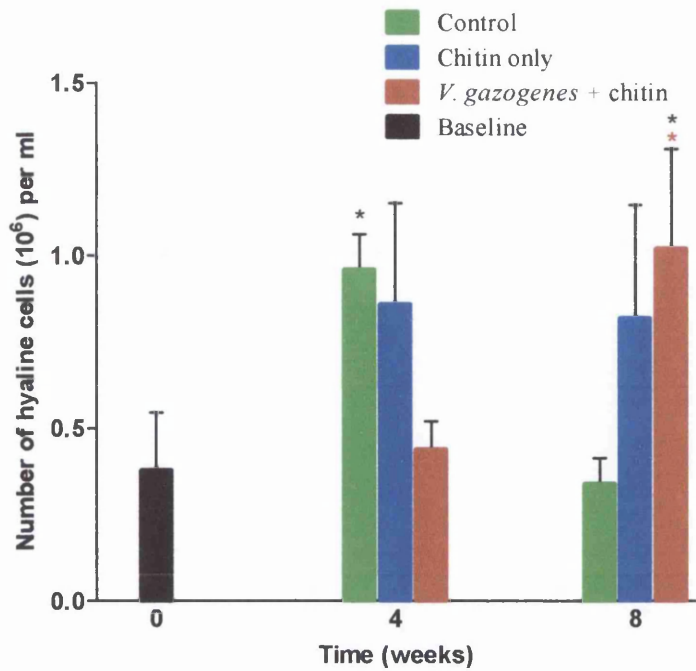 Control
Chitin only
V. gazogenes + chitin
Baseline
Number of hyaline cells (10⁶) per ml
1.5
1.0
0.5
0.0
*
*
*
0
4
8
Time (weeks)